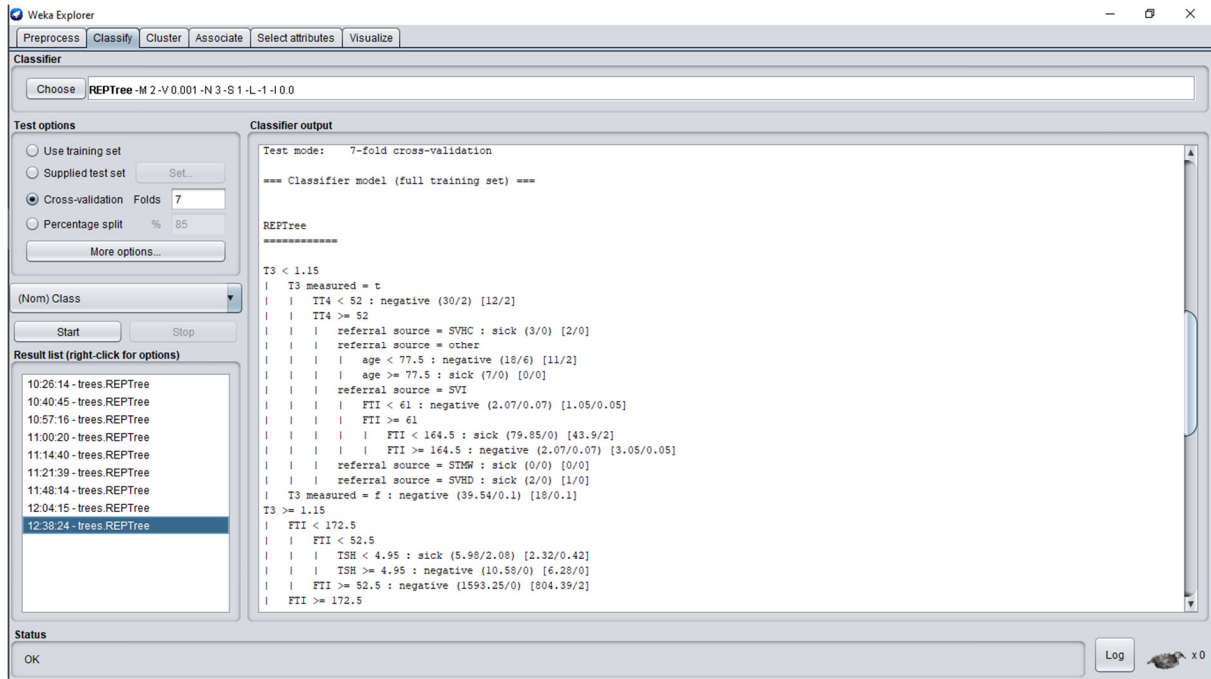 Weka Explorer
Preprocess Classify Cluster Associate Select attributes Visualize
Classifier
Choose REPTree -M 2 -V 0.001 -N 3 -S 1 -L -1 -I 0.0
Test options
Use training set
Supplied test set Set...
Cross-validation Folds 7
Percentage split % 85
More options...
(Nom) Class
Start Stop
Result list (right-click for options)
10:26:14 - trees.REPTree
10:40:45 - trees.REPTree
10:57:16 - trees.REPTree
11:00:20 - trees.REPTree
11:14:40 - trees.REPTree
11:21:39 - trees.REPTree
11:48:14 - trees.REPTree
12:04:15 - trees.REPTree
12:38:24 - trees.REPTree
Classifier output
Test mode: 7-fold cross-validation
=== Classifier model (full training set) ===
REPTree
============
T3 < 1.15
| T3 measured = t
| | TT4 < 52 : negative (30/2) [12/2]
| | TT4 >= 52
| | | referral source = SVHC : sick (3/0) [2/0]
| | | referral source = other
| | | | age < 77.5 : negative (18/6) [11/2]
| | | | age >= 77.5 : sick (7/0) [0/0]
| | | referral source = SVI
| | | | FTI < 61 : negative (2.07/0.07) [1.05/0.05]
| | | | FTI >= 61
| | | | | FTI < 164.5 : sick (79.85/0) [43.9/2]
| | | | | FTI >= 164.5 : negative (2.07/0.07) [3.05/0.05]
| | | referral source = STMW : sick (0/0) [0/0]
| | | referral source = SVHD : sick (2/0) [1/0]
| T3 measured = f : negative (39.54/0.1) [18/0.1]
T3 >= 1.15
| FTI < 172.5
| | FTI < 52.5
| | | TSH < 4.95 : sick (5.98/2.08) [2.32/0.42]
| | | TSH >= 4.95 : negative (10.58/0) [6.28/0]
| | FTI >= 52.5 : negative (1593.25/0) [804.39/2]
| FTI >= 172.5
Status
OK
Log x 0